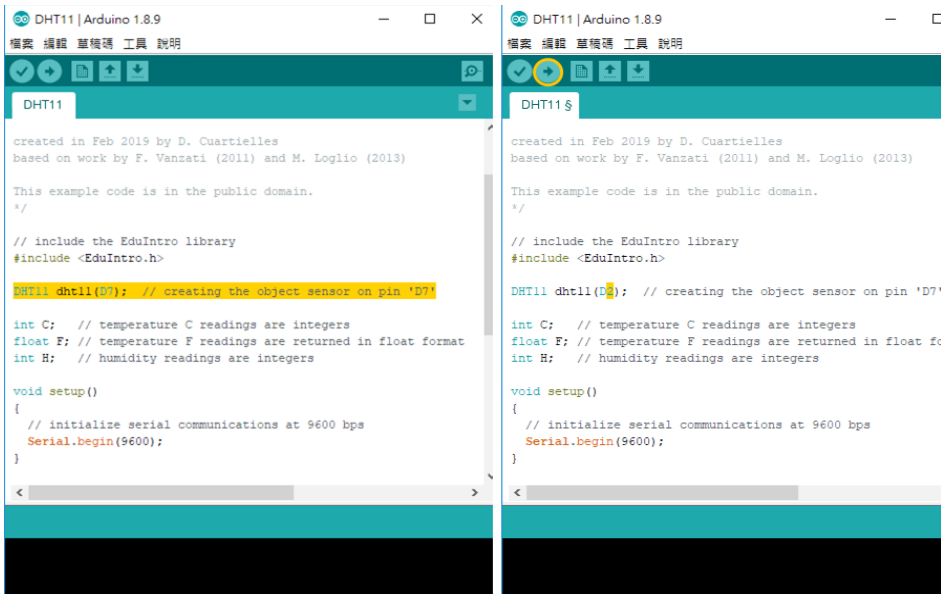 DHT11 | Arduino 1.8.9
檔案 編輯 草稿碼 工具 說明
DHT11
created in Feb 2019 by D. Cuartielles
based on work by F. Vanzati (2011) and M. Loglio (2013)
This example code is in the public domain.
*/
// include the EduIntro library
#include <EduIntro.h>
DHT11 dht11(D7);  // creating the object sensor on pin 'D7'
int C;   // temperature C readings are integers
float F; // temperature F readings are returned in float format
int H;   // humidity readings are integers
void setup()
{
// initialize serial communications at 9600 bps
Serial.begin(9600);
}
DHT11 | Arduino 1.8.9
檔案 編輯 草稿碼 工具 說明
DHT11 §
created in Feb 2019 by D. Cuartielles
based on work by F. Vanzati (2011) and M. Loglio (2013)
This example code is in the public domain.
*/
// include the EduIntro library
#include <EduIntro.h>
DHT11 dht11(D2);  // creating the object sensor on pin 'D7'
int C;   // temperature C readings are integers
float F; // temperature F readings are returned in float fo
int H;   // humidity readings are integers
void setup()
{
// initialize serial communications at 9600 bps
Serial.begin(9600);
}